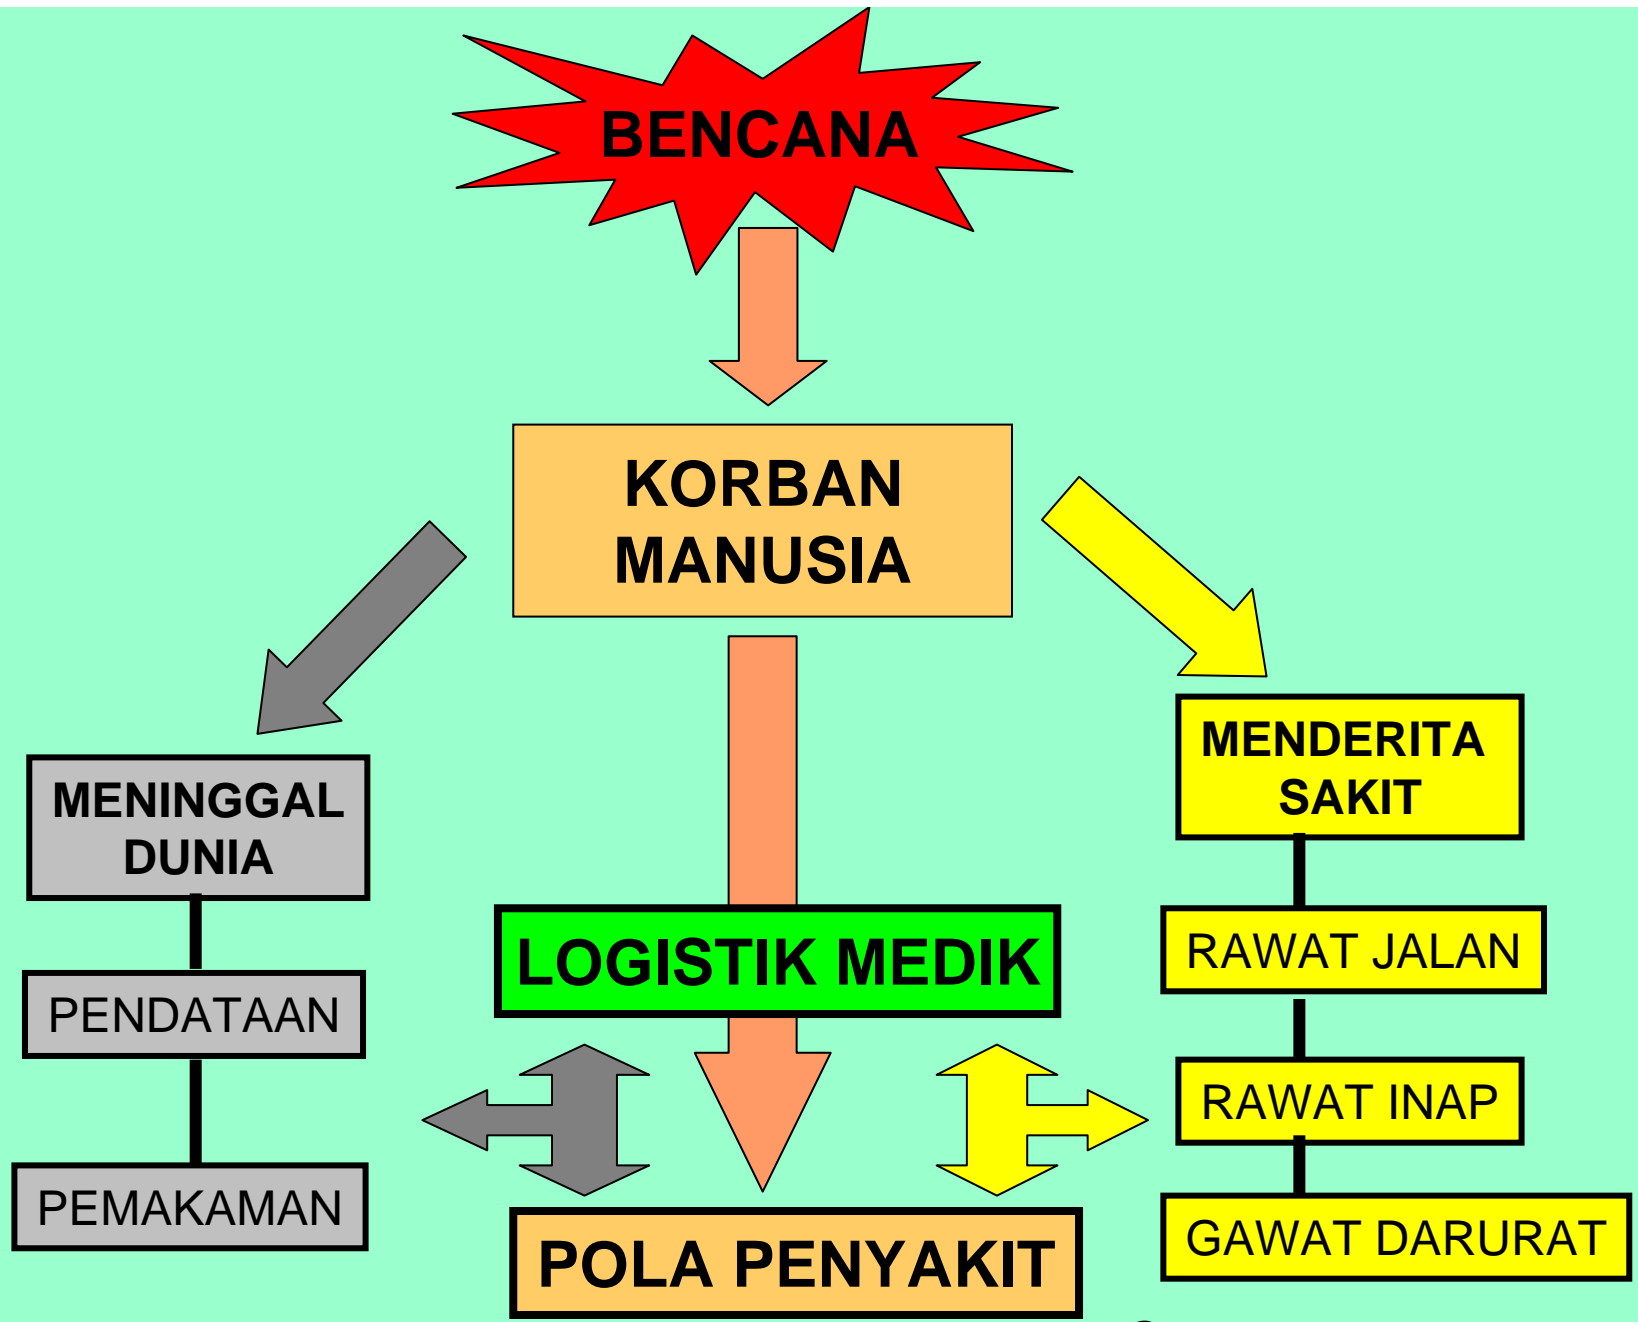 BENCANA
KORBAN
MANUSIA
MENINGGAL
DUNIA
PENDATAAN
PEMAKAMAN
LOGISTIK MEDIK
POLA PENYAKIT
MENDERITA
SAKIT
RAWAT JALAN
RAWAT INAP
GAWAT DARURAT